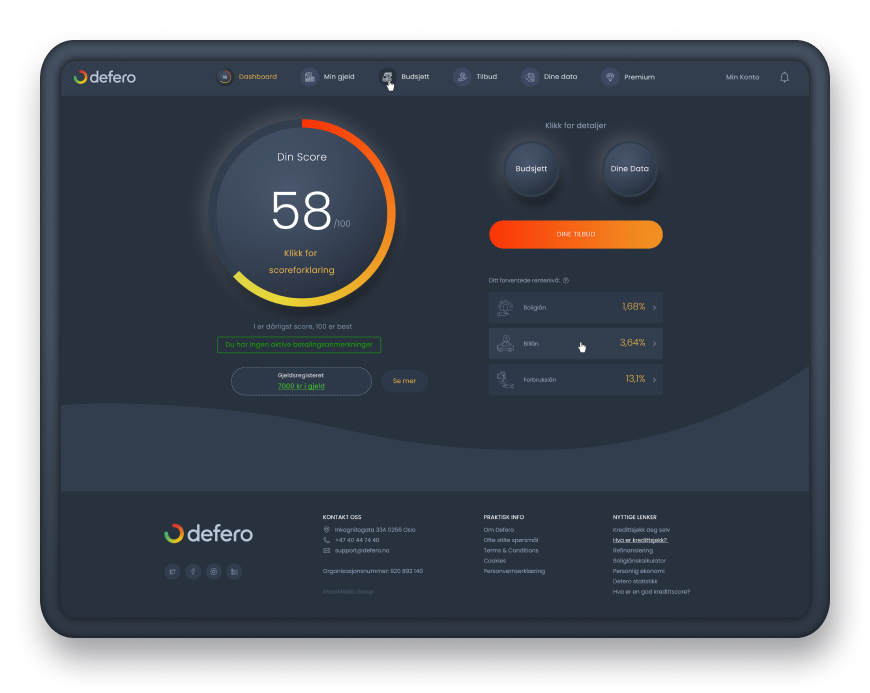 defero
Dashboard
Min gjeld
Budsjett
Tilbud
Dine data
Premium
Min Konto
Din Score
58 /100
Klikk for
scoreforklaring
1 er dårligst score, 100 er best
Du har ingen aktive betalingsanmerkninger
Gjeldsregisteret
7000 kr i gjeld
Se mer
Klikk for detaljer
Budsjett
Dine Data
DINE TILBUD
Ditt forventede rentenivå:
Boliglån 1,68%
Billån 3,64%
Forbrukslån 13,1%
defero
KONTAKT OSS
Inkognitogata 33A 0256 Oslo
+47 40 44 74 40
support@defero.no
Organisasjonsnummer: 920 892 140
PRAKTISK INFO
Om Defero
Ofte stilte spørsmål
Terms & Conditions
Cookies
Personvernserklæring
NYTTIGE LENKER
Kredittsjekk deg selv
Hva er kredittsjekk?
Refinansiering
Boliglånskalkulator
Personlig økonomi
Defero statistikk
Hva er en god kredittscore?